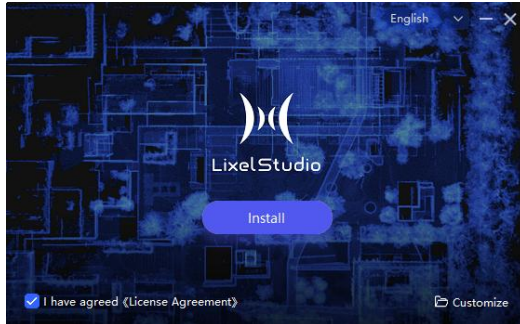 English
LixelStudio
Install
I have agreed 《License Agreement》
Customize